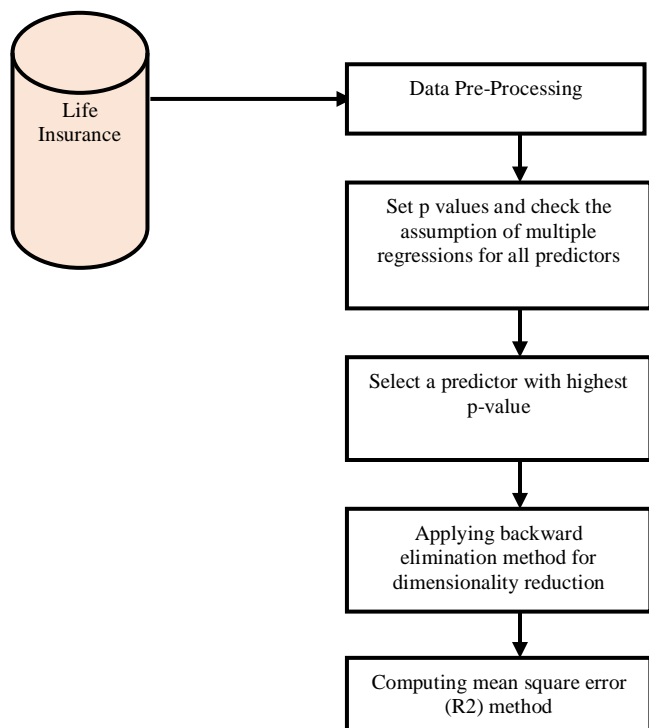 Life
Insurance
Data Pre-Processing
Set p values and check the
assumption of multiple
regressions for all predictors
Select a predictor with highest
p-value
Applying backward
elimination method for
dimensionality reduction
Computing mean square error
(R2) method